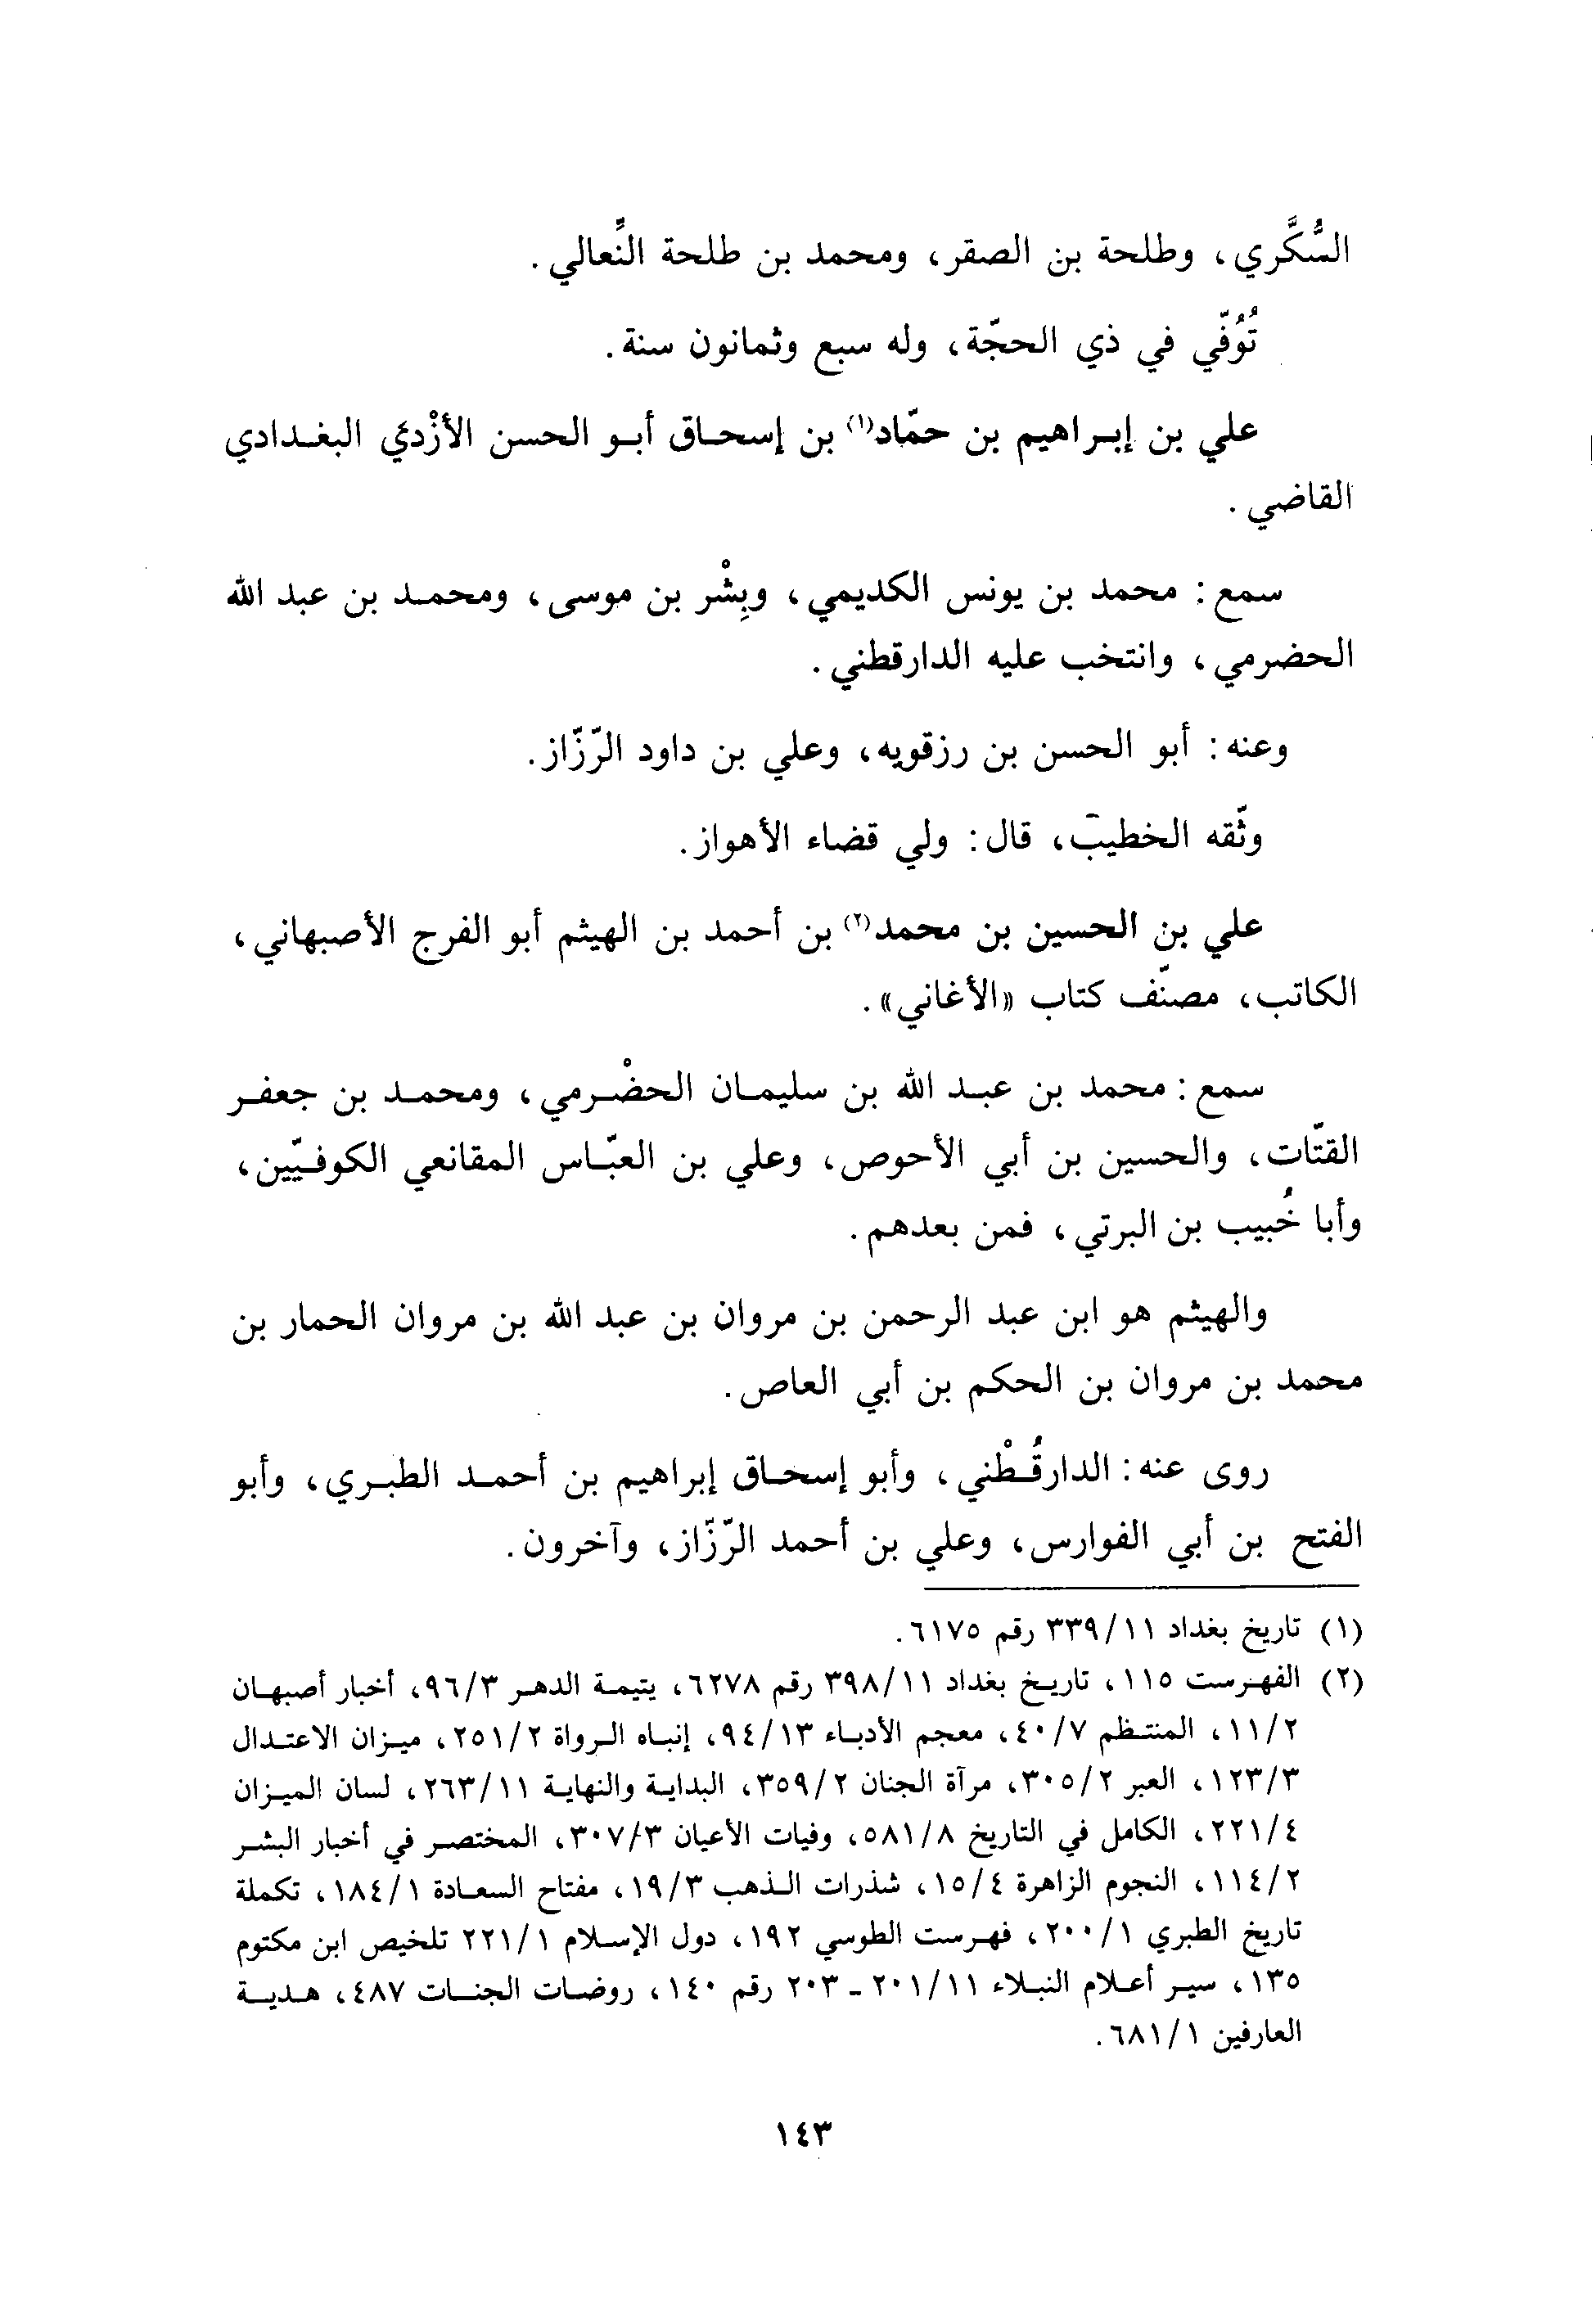 السُّكَّري، وطلحة بن الصقر، ومحمد بن طلحة النِّعالي.
تُوُفّي في ذي الحجّة، وله سبع وثمانون سنة.
علي بن إبراهيم بن حمّاد(١) بن إسحاق أبو الحسن الأزْدي البغدادي
القاضي.
سمع: محمد بن يونس الكديمي، وبِشْر بن موسى، ومحمد بن عبد الله
الحضرمي، وانتخب عليه الدارقطني.
وعنه: أبو الحسن بن رزقويه، وعلي بن داود الرّزّاز.
وثّقه الخطيب، قال: ولي قضاء الأهواز.
علي بن الحسين بن محمد(٢) بن أحمد بن الهيثم أبو الفرج الأصبهاني،
الكاتب، مصنّف كتاب «الأغاني».
سمع: محمد بن عبد الله بن سليمان الحضْرمي، ومحمد بن جعفر
القتّات، والحسين بن أبي الأحوص، وعلي بن العبّاس المقانعي الكوفيّين،
وأبا خُبيب بن البرتي، فمن بعدهم.
والهيثم هو ابن عبد الرحمن بن مروان بن عبد الله بن مروان الحمار بن
محمد بن مروان بن الحكم بن أبي العاص.
روى عنه: الدارقُطْني، وأبو إسحاق إبراهيم بن أحمد الطبري، وأبو
الفتح بن أبي الفوارس، وعلي بن أحمد الرّزّاز، وآخرون.
(١) تاريخ بغداد ٣٣٩/١١ رقم ٦١٧٥.
(٢) الفهرست ١١٥، تاريخ بغداد ٣٩٨/١١ رقم ٦٢٧٨، يتيمة الدهر ٩٦/٣، أخبار أصبهان
١١/٢، المنتظم ٤٠/٧، معجم الأدباء ٩٤/١٣، إنباه الرواة ٢٥١/٢، ميزان الاعتدال
١٢٣/٣، العبر ٣٠٥/٢، مرآة الجنان ٣٥٩/٢، البداية والنهاية ٢٦٣/١١، لسان الميزان
٢٢١/٤، الكامل في التاريخ ٥٨١/٨، وفيات الأعيان ٣٠٧/٣، المختصر في أخبار البشر
١١٤/٢، النجوم الزاهرة ١٥/٤، شذرات الذهب ١٩/٣، مفتاح السعادة ١٨٤/١، تكملة
تاريخ الطبري ٢٠٠/١، فهرست الطوسي ١٩٢، دول الإسلام ٢٢١/١ تلخيص ابن مكتوم
١٣٥، سير أعلام النبلاء ٢٠١/١١ - ٢٠٣ رقم ١٤٠، روضات الجنات ٤٨٧، هدية
العارفين ٦٨١/١.
١٤٣